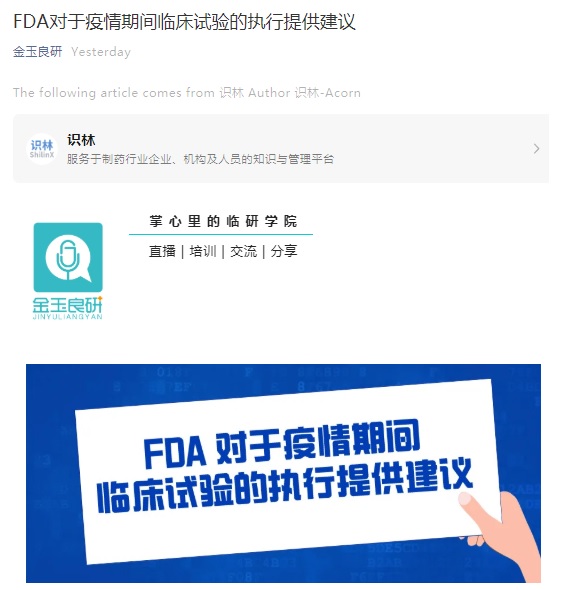 FDA对于疫情期间临床试验的执行提供建议
金玉良研 Yesterday
The following article comes from 识林 Author 识林-Acorn
识林
ShilinX
识林
服务于制药行业企业、机构及人员的知识与管理平台
掌心里的临研学院
直播 | 培训 | 交流 | 分享
金玉良研
JINYULIANGYAN
FDA 对于疫情期间
临床试验的执行提供建议